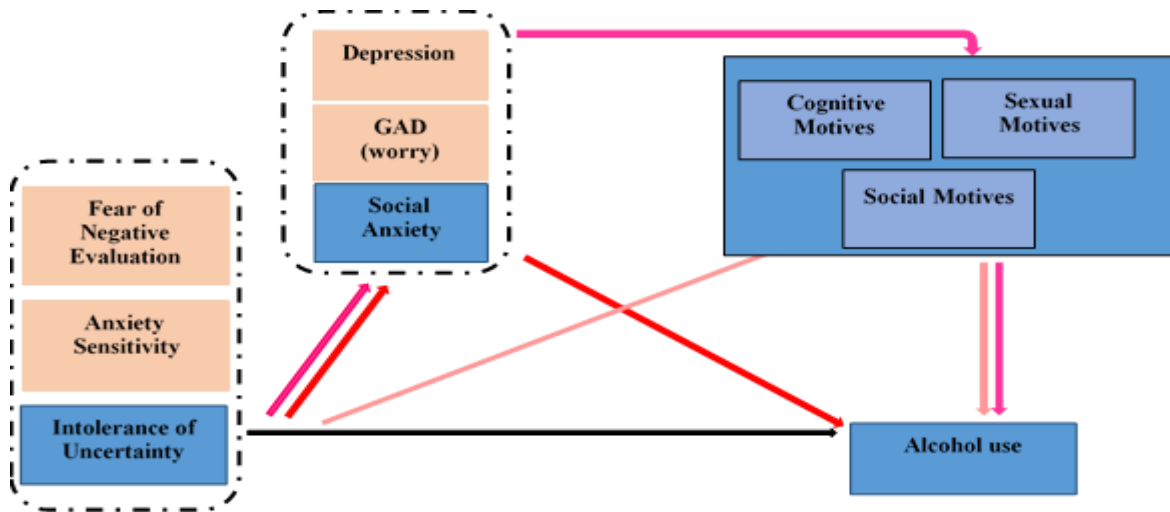 Depression
GAD
(worry)
Social
Anxiety
Cognitive
Motives
Sexual
Motives
Social Motives
Fear of
Negative
Evaluation
Anxiety
Sensitivity
Intolerance of
Uncertainty
Alcohol use